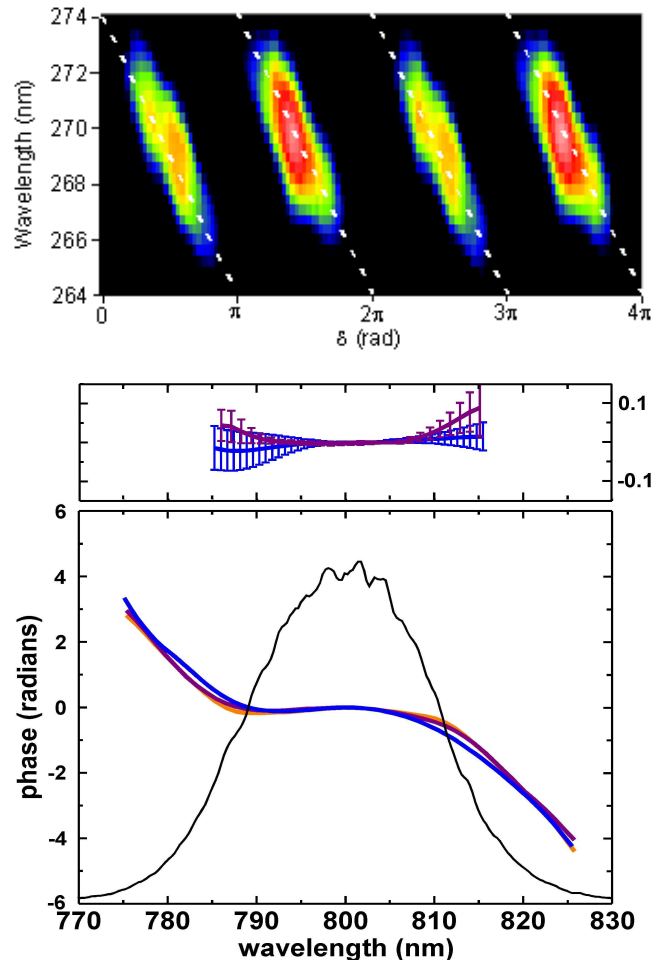 274
272
270
268
266
264
Wavelength (nm)
0
π
2π
3π
4π
δ (rad)
0.1
-0.1
6
4
2
0
-2
-4
-6
phase (radians)
770 780 790 800 810 820 830
wavelength (nm)